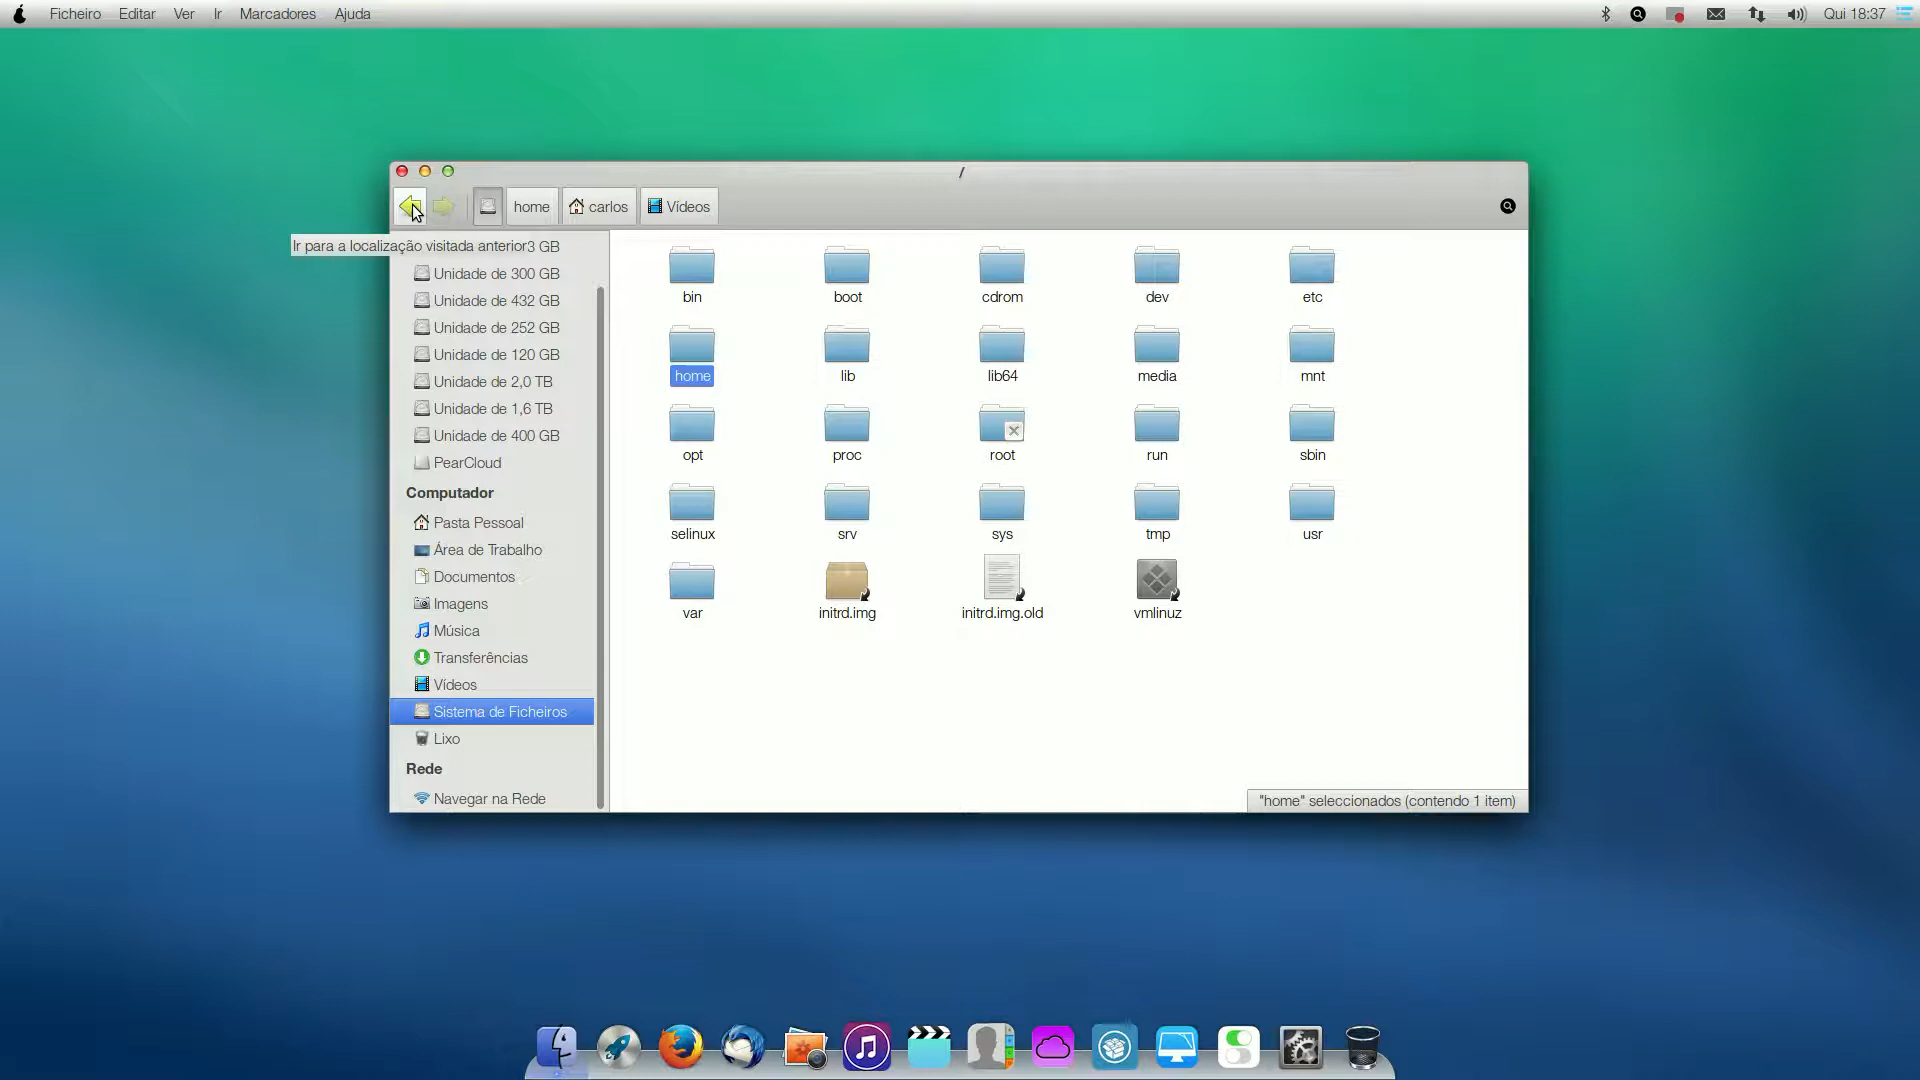 Ficheiro Editar Ver Ir Marcadores Ajuda Qui 18:37
/
home carlos Vídeos
Ir para a localização visitada anterior3 GB
Unidade de 300 GB
Unidade de 432 GB
Unidade de 252 GB
Unidade de 120 GB
Unidade de 2,0 TB
Unidade de 1,6 TB
Unidade de 400 GB
PearCloud
Computador
Pasta Pessoal
Área de Trabalho
Documentos
Imagens
Música
Transferências
Vídeos
Sistema de Ficheiros
Lixo
Rede
Navegar na Rede
bin boot cdrom dev etc
home lib lib64 media mnt
opt proc root run sbin
selinux srv sys tmp usr
var initrd.img initrd.img.old vmlinuz
"home" seleccionados (contendo 1 item)